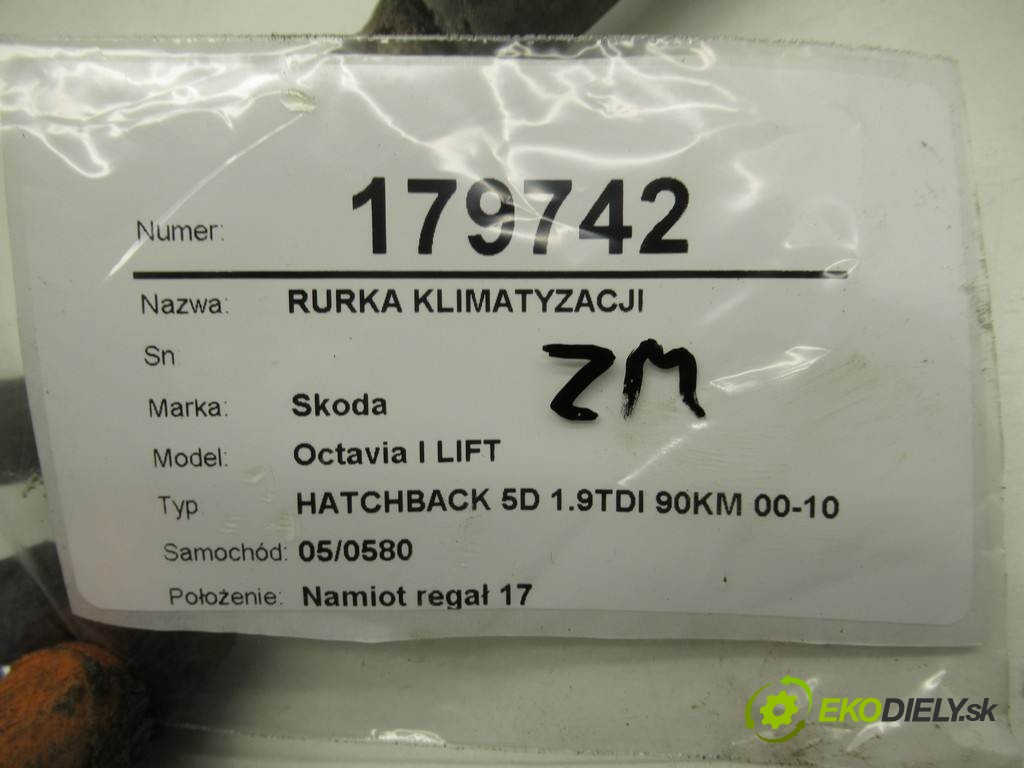 Numer: 179742
Nazwa: RURKA KLIMATYZACJI
Sn
ZM
Marka: Skoda
Model: Octavia I LIFT
Typ HATCHBACK 5D 1.9TDI 90KM 00-10
Samochód: 05/0580
Położenie: Namiot regał 17
EKODIELY.sk